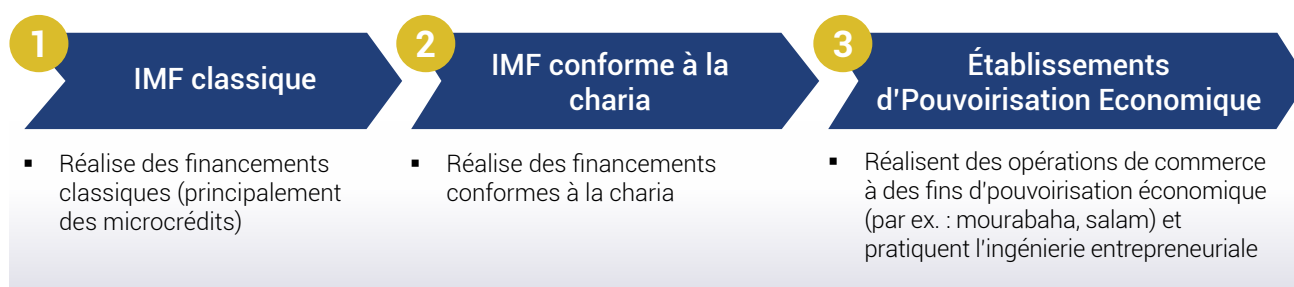 1
IMF classique
▪ Réalise des financements
classiques (principalement
des microcrédits)
2
IMF conforme à la
charia
▪ Réalise des financements
conformes à la charia
3
Établissements
d'Pouvoirisation Economique
▪ Réalisent des opérations de commerce
à des fins d'pouvoirisation économique
(par ex. : mourabaha, salam) et
pratiquent l'ingénierie entrepreneuriale